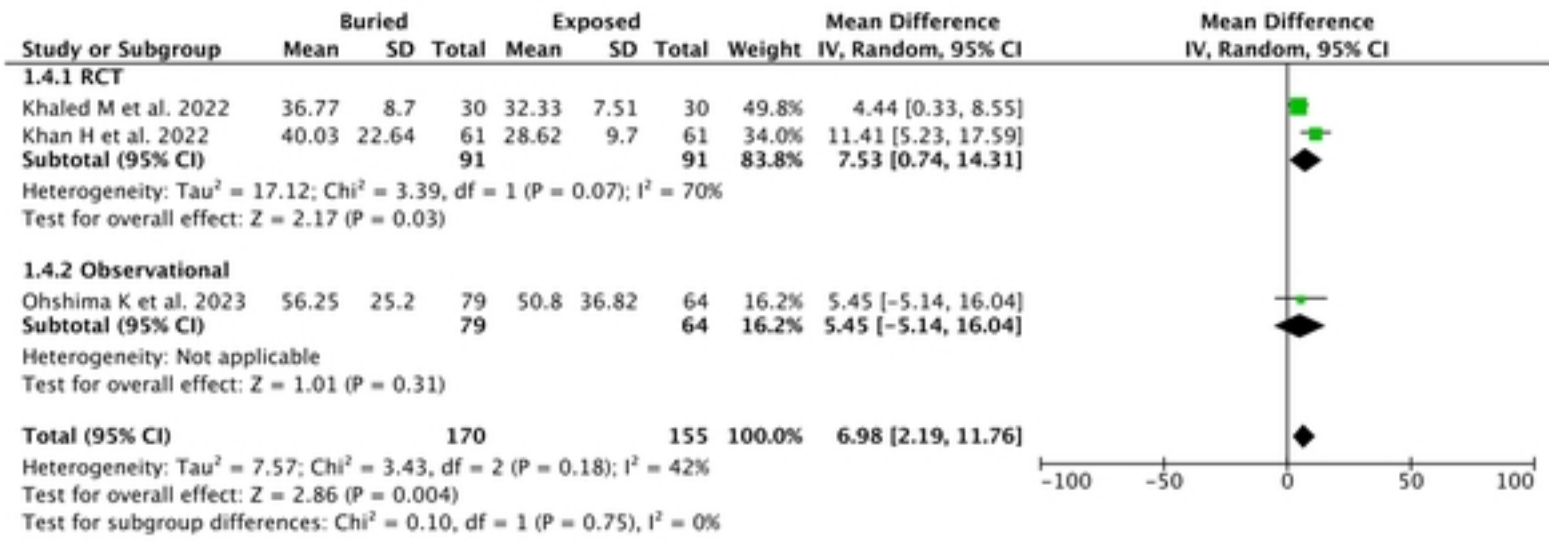 Buried Exposed Mean Difference Mean Difference
Study or Subgroup Mean SD Total Mean SD Total Weight IV, Random, 95% CI IV, Random, 95% CI
1.4.1 RCT
Khaled M et al. 2022 36.77 8.7 30 32.33 7.51 30 49.8% 4.44 [0.33, 8.55]
Khan H et al. 2022 40.03 22.64 61 28.62 9.7 61 34.0% 11.41 [5.23, 17.59]
Subtotal (95% CI) 91 91 83.8% 7.53 [0.74, 14.31]
Heterogeneity: Tau² = 17.12; Chi² = 3.39, df = 1 (P = 0.07); I² = 70%
Test for overall effect: Z = 2.17 (P = 0.03)
1.4.2 Observational
Ohshima K et al. 2023 56.25 25.2 79 50.8 36.82 64 16.2% 5.45 [−5.14, 16.04]
Subtotal (95% CI) 79 64 16.2% 5.45 [−5.14, 16.04]
Heterogeneity: Not applicable
Test for overall effect: Z = 1.01 (P = 0.31)
Total (95% CI) 170 155 100.0% 6.98 [2.19, 11.76]
Heterogeneity: Tau² = 7.57; Chi² = 3.43, df = 2 (P = 0.18); I² = 42%
Test for overall effect: Z = 2.86 (P = 0.004)
Test for subgroup differences: Chi² = 0.10, df = 1 (P = 0.75), I² = 0%
−100 −50 0 50 100